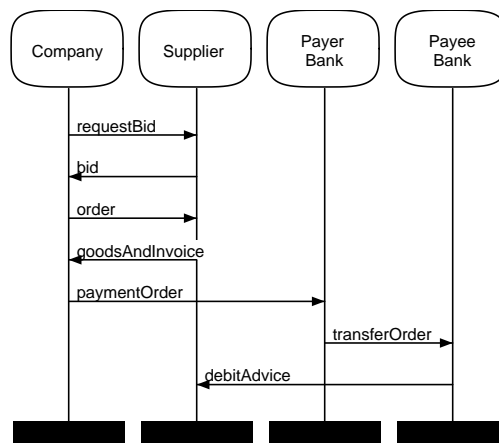 Company
Supplier
Payer
Bank
Payee
Bank
requestBid
bid
order
goodsAndInvoice
paymentOrder
transferOrder
debitAdvice